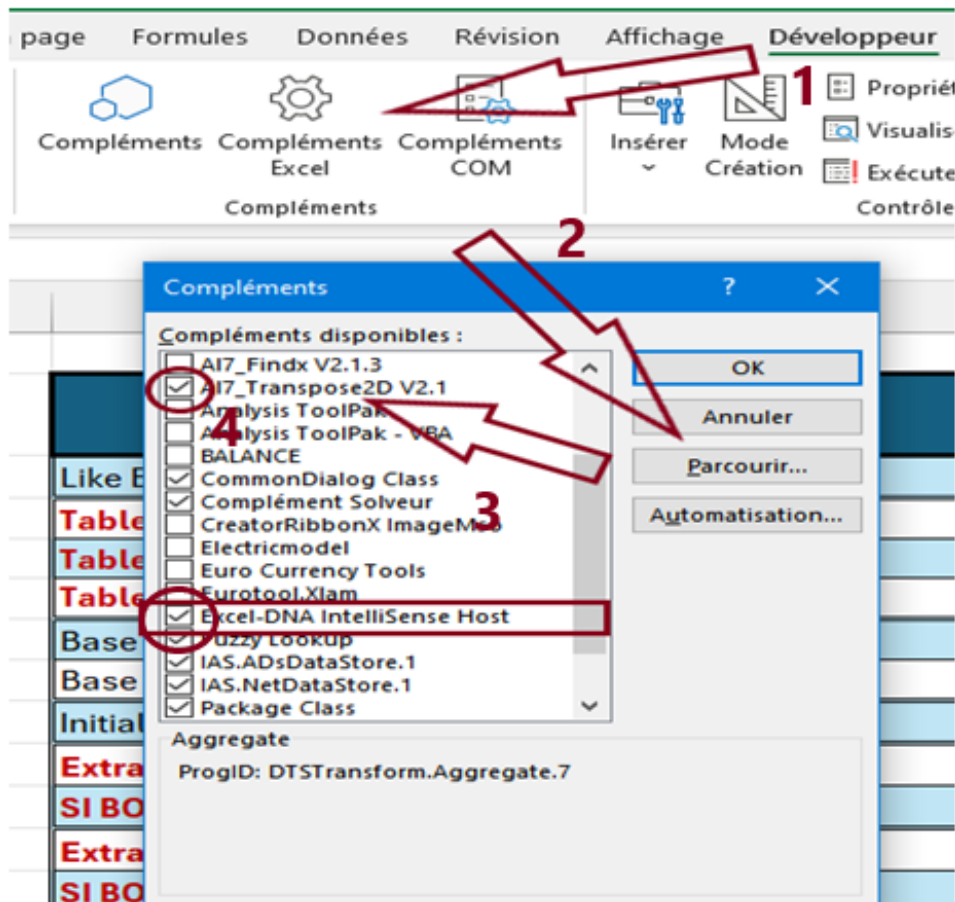 page Formules Données Révision Affichage Développeur
1
Propriét
Visualis
Exécute
Compléments Compléments Excel Compléments COM Insérer Mode Création
Compléments Contrôle
2
Compléments ? ×
Compléments disponibles :
AI7_Findx V2.1.3
AI7_Transpose2D V2.1
Analysis ToolPak
Analysis ToolPak - VBA
BALANCE
CommonDialog Class
Complément Solveur
CreatorRibbonX ImageMso
Electricmodel
Euro Currency Tools
Eurotool.Xlam
Excel-DNA IntelliSense Host
Fuzzy Lookup
IAS.ADsDataStore.1
IAS.NetDataStore.1
Package Class
4
3
OK
Annuler
Parcourir...
Automatisation...
Aggregate
ProgID: DTSTransform.Aggregate.7
Like E
Table
Table
Table
Base
Base
Initial
Extra
SI BO
Extra
SI BO